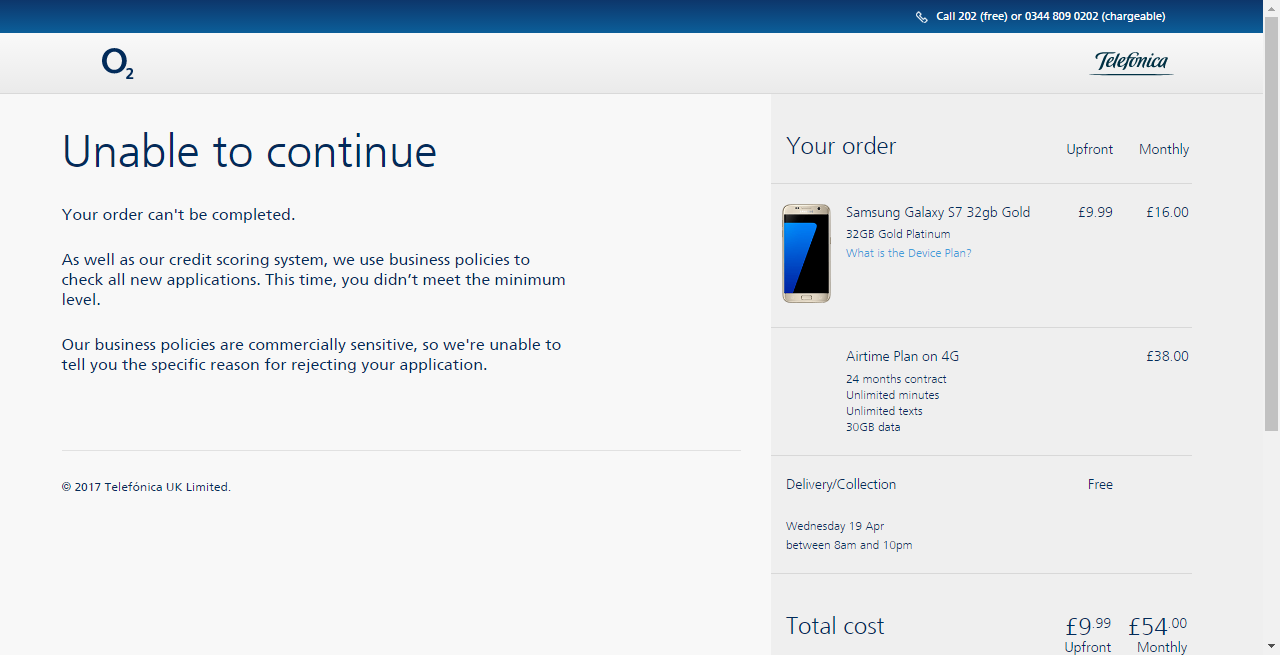 Call 202 (free) or 0344 809 0202 (chargeable)
O2
Telefónica
Unable to continue
Your order can't be completed.
As well as our credit scoring system, we use business policies to
check all new applications. This time, you didn’t meet the minimum
level.
Our business policies are commercially sensitive, so we're unable to
tell you the specific reason for rejecting your application.
© 2017 Telefónica UK Limited.
Your order Upfront Monthly
Samsung Galaxy S7 32gb Gold £9.99 £16.00
32GB Gold Platinum
What is the Device Plan?
Airtime Plan on 4G £38.00
24 months contract
Unlimited minutes
Unlimited texts
30GB data
Delivery/Collection Free
Wednesday 19 Apr
between 8am and 10pm
Total cost £9.99 £54.00
Upfront Monthly